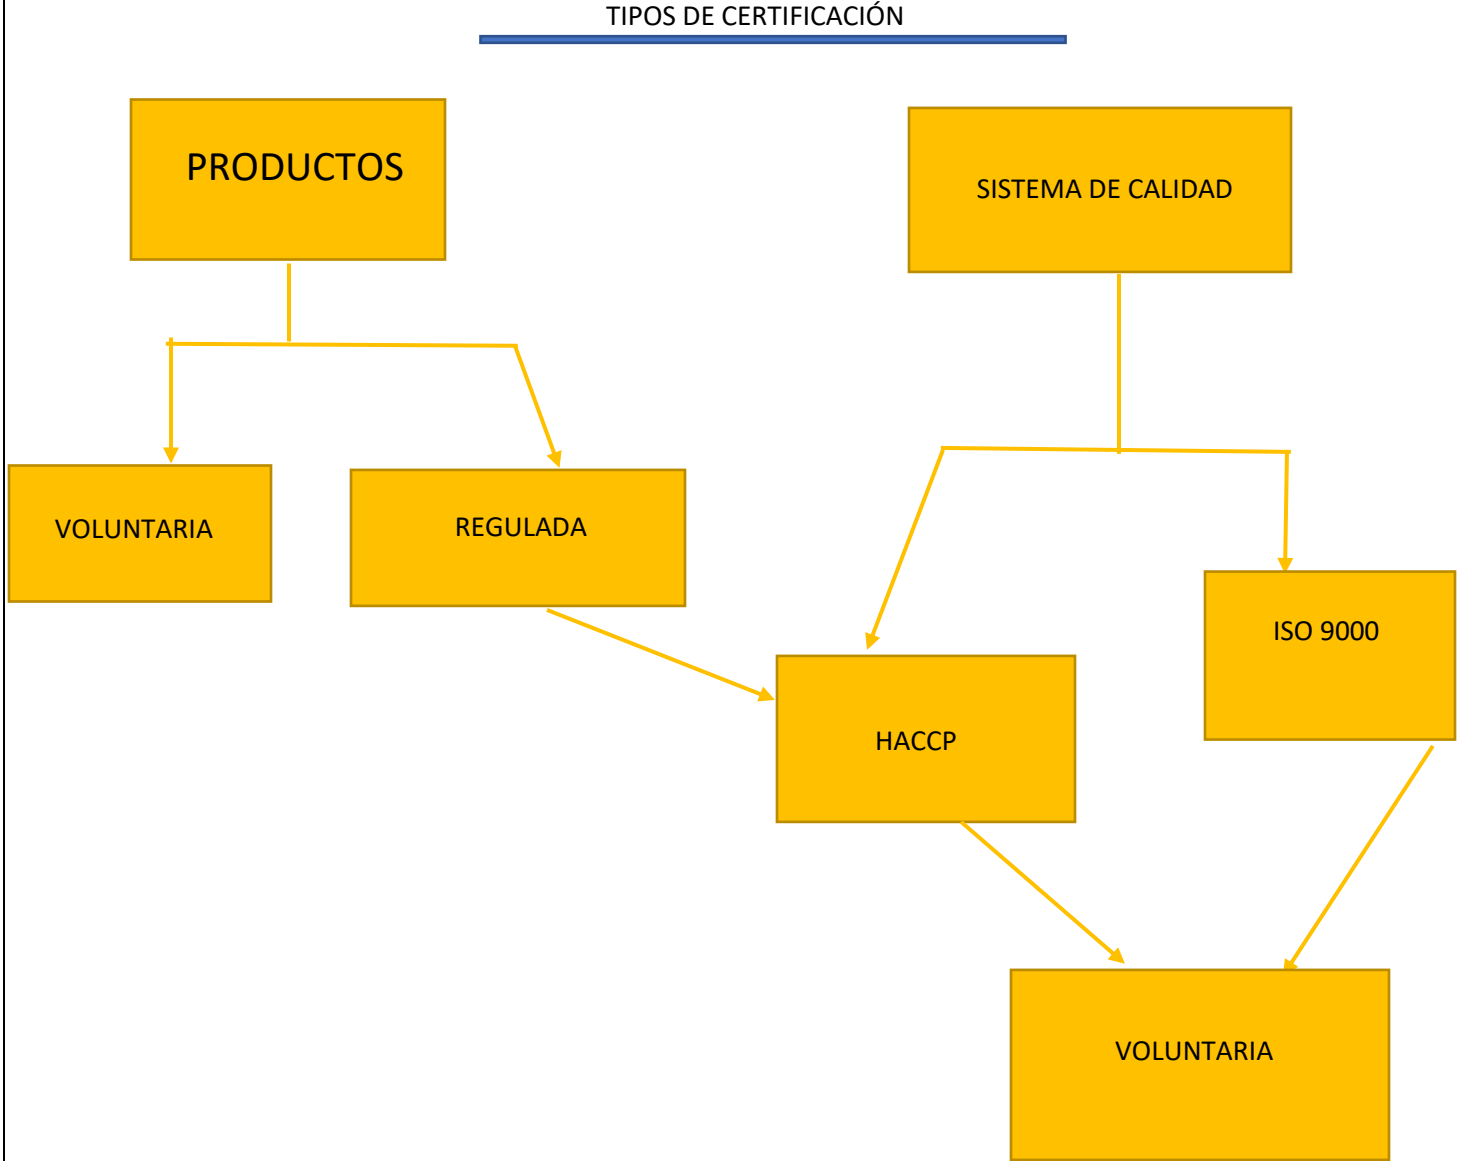 TIPOS DE CERTIFICACIÓN
PRODUCTOS
SISTEMA DE CALIDAD
VOLUNTARIA
REGULADA
ISO 9000
HACCP
VOLUNTARIA